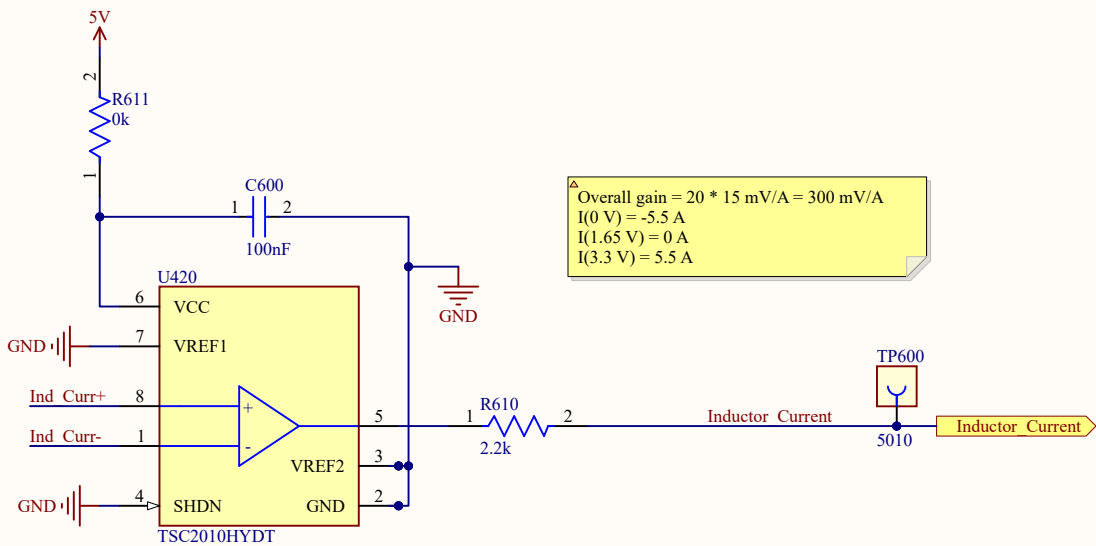 5V
2
R611
0k
1
C600
1 2
100nF
Overall gain = 20 * 15 mV/A = 300 mV/A
I(0 V) = -5.5 A
I(1.65 V) = 0 A
I(3.3 V) = 5.5 A
U420
6 VCC
GND
GND 7 VREF1
TP600
Ind_Curr+ 8 +
R610
5 1 2 Inductor_Current Inductor_Current
Ind_Curr- 1 -
2.2k
5010
VREF2 3
GND 4 SHDN GND 2
TSC2010HYDT